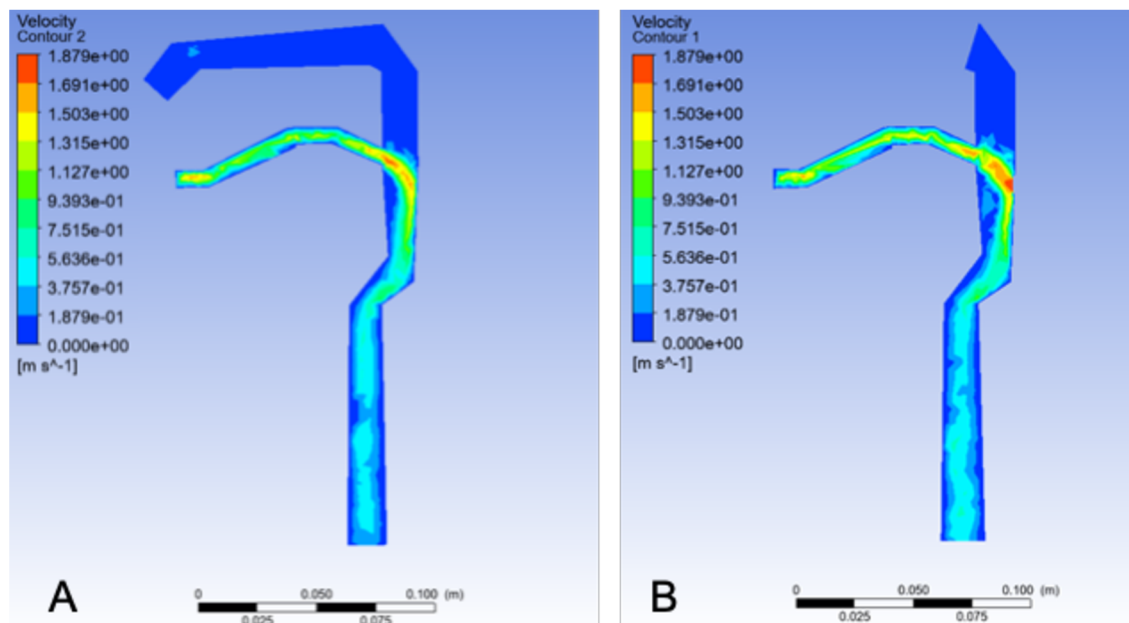 Velocity
Contour 2
1.879e+00
1.691e+00
1.503e+00
1.315e+00
1.127e+00
9.393e-01
7.515e-01
5.636e-01
3.757e-01
1.879e-01
0.000e+00
[m s^-1]
A
0 0.050 0.100 (m)
0.025 0.075
Velocity
Contour 1
1.879e+00
1.691e+00
1.503e+00
1.315e+00
1.127e+00
9.393e-01
7.515e-01
5.636e-01
3.757e-01
1.879e-01
0.000e+00
[m s^-1]
B
0 0.050 0.100 (m)
0.025 0.075